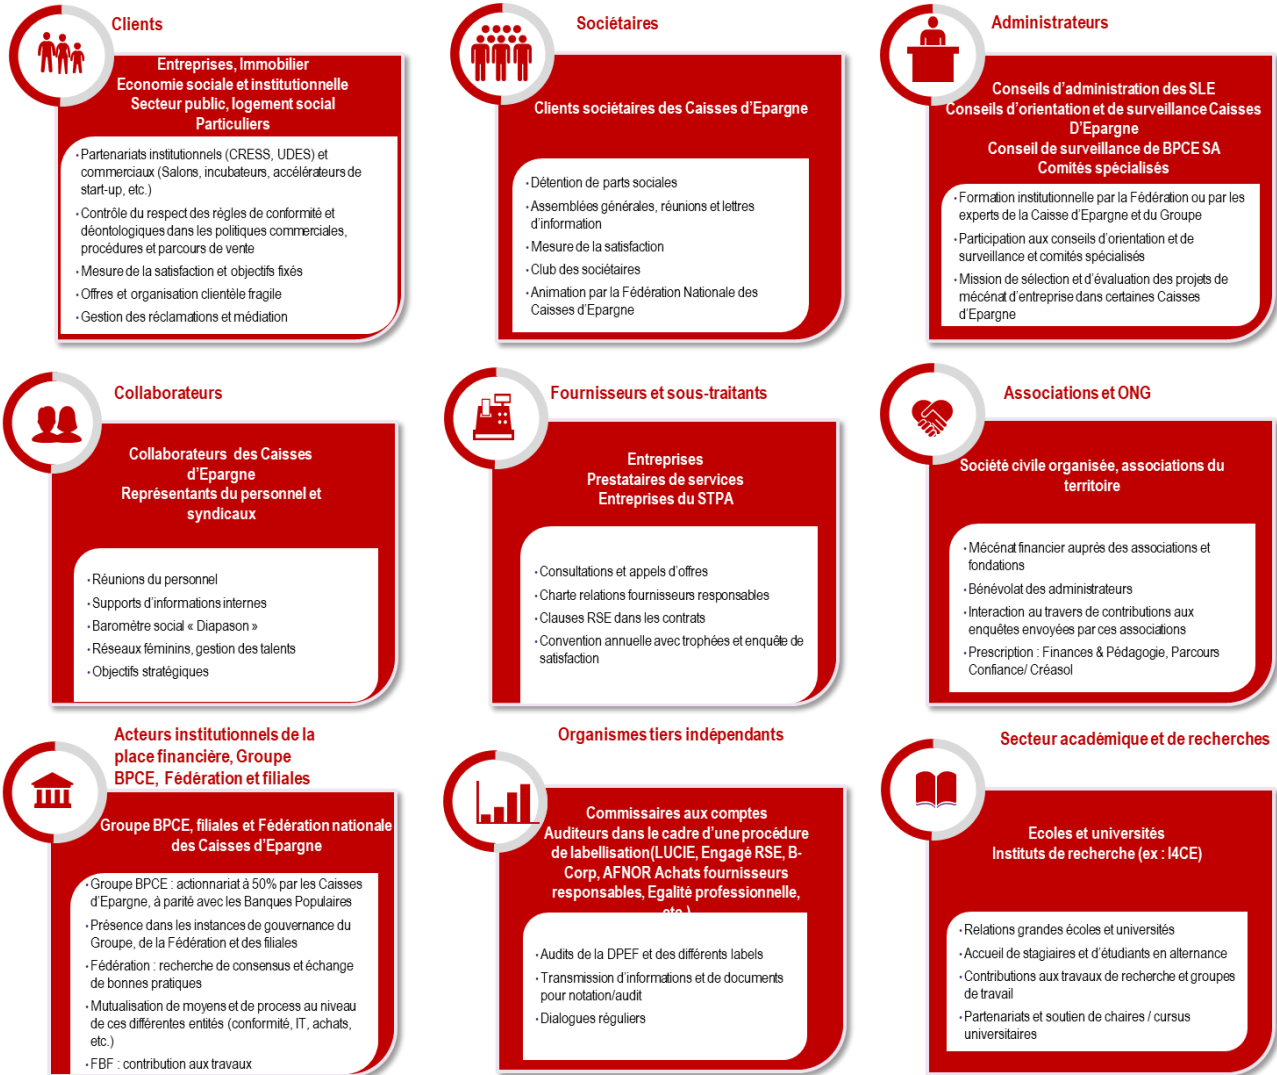 Clients
Entreprises, Immobilier
Economie sociale et institutionnelle
Secteur public, logement social
Particuliers
• Partenariats institutionnels (CRESS, UDES) et
commerciaux (Salons, incubateurs, accélérateurs de
start-up, etc.)
• Contrôle du respect des règles de conformité et
déontologiques dans les politiques commerciales,
procédures et parcours de vente
• Mesure de la satisfaction et objectifs fixés
• Offres et organisation clientèle fragile
• Gestion des réclamations et médiation
Sociétaires
Clients sociétaires des Caisses d'Epargne
• Détention de parts sociales
• Assemblées générales, réunions et lettres
d'information
• Mesure de la satisfaction
• Club des sociétaires
• Animation par la Fédération Nationale des
Caisses d'Epargne
Administrateurs
Conseils d'administration des SLE
Conseils d'orientation et de surveillance Caisses
D'Epargne
Conseil de surveillance de BPCE SA
Comités spécialisés
• Formation institutionnelle par la Fédération ou par les
experts de la Caisse d'Epargne et du Groupe
• Participation aux conseils d'orientation et de
surveillance et comités spécialisés
• Mission de sélection et d'évaluation des projets de
mécénat d'entreprise dans certaines Caisses
d'Epargne
Collaborateurs
Collaborateurs des Caisses
d'Epargne
Représentants du personnel et
syndicaux
• Réunions du personnel
• Supports d'informations internes
• Baromètre social « Diapason »
• Réseaux féminins, gestion des talents
• Objectifs stratégiques
Fournisseurs et sous-traitants
Entreprises
Prestataires de services
Entreprises du STPA
• Consultations et appels d'offres
• Charte relations fournisseurs responsables
• Clauses RSE dans les contrats
• Convention annuelle avec trophées et enquête de
satisfaction
Associations et ONG
Société civile organisée, associations du
territoire
• Mécénat financier auprès des associations et
fondations
• Bénévolat des administrateurs
• Interaction au travers de contributions aux
enquêtes envoyées par ces associations
• Prescription : Finances & Pédagogie, Parcours
Confiance/ Créasol
Acteurs institutionnels de la
place financière, Groupe
BPCE, Fédération et filiales
Groupe BPCE, filiales et Fédération nationale
des Caisses d'Epargne
• Groupe BPCE : actionnariat à 50% par les Caisses
d'Epargne, à parité avec les Banques Populaires
• Présence dans les instances de gouvernance du
Groupe, de la Fédération et des filiales
• Fédération : recherche de consensus et échange
de bonnes pratiques
• Mutualisation de moyens et de process au niveau
de ces différentes entités (conformité, IT, achats,
etc.)
• FBF : contribution aux travaux
Organismes tiers indépendants
Commissaires aux comptes
Auditeurs dans le cadre d'une procédure
de labellisation(LUCIE, Engagé RSE, B-
Corp, AFNOR Achats fournisseurs
responsables, Egalité professionnelle,
etc.)
• Audits de la DPEF et des différents labels
• Transmission d'informations et de documents
pour notation/audit
• Dialogues réguliers
Secteur académique et de recherches
Ecoles et universités
Instituts de recherche (ex : I4CE)
• Relations grandes écoles et universités
• Accueil de stagiaires et d'étudiants en alternance
• Contributions aux travaux de recherche et groupes
de travail
• Partenariats et soutien de chaires / cursus
universitaires